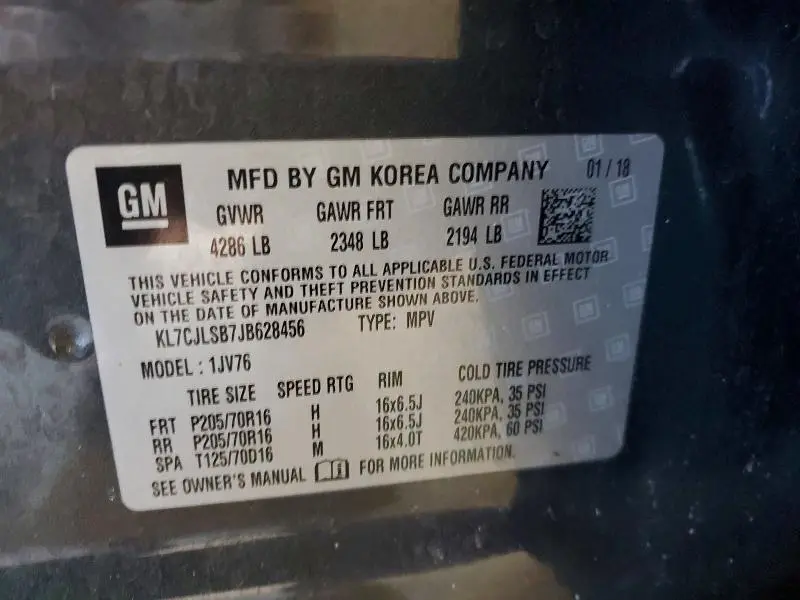 GM
MFD BY GM KOREA COMPANY 01 / 18
GVWR GAWR FRT GAWR RR
4286 LB 2348 LB 2194 LB
THIS VEHICLE CONFORMS TO ALL APPLICABLE U.S. FEDERAL MOTOR
VEHICLE SAFETY AND THEFT PREVENTION STANDARDS IN EFFECT
ON THE DATE OF MANUFACTURE SHOWN ABOVE.
KL7CJLSB7JB628456 TYPE: MPV
MODEL : 1JV76
TIRE SIZE SPEED RTG RIM COLD TIRE PRESSURE
FRT P205/70R16 H 16x6.5J 240KPA, 35 PSI
RR P205/70R16 H 16x6.5J 240KPA, 35 PSI
SPA T125/70D16 M 16x4.0T 420KPA, 60 PSI
SEE OWNER'S MANUAL FOR MORE INFORMATION.